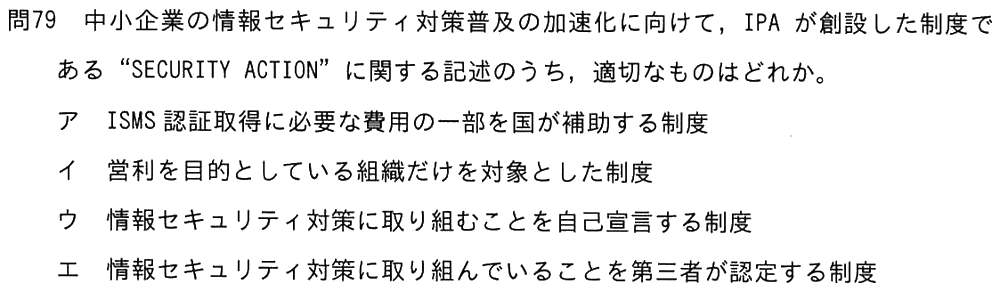 問79 中小企業の情報セキュリティ対策普及の加速化に向けて，IPA が創設した制度で
ある“SECURITY ACTION”に関する記述のうち，適切なものはどれか。
ア ISMS 認証取得に必要な費用の一部を国が補助する制度
イ 営利を目的としている組織だけを対象とした制度
ウ 情報セキュリティ対策に取り組むことを自己宣言する制度
エ 情報セキュリティ対策に取り組んでいることを第三者が認定する制度